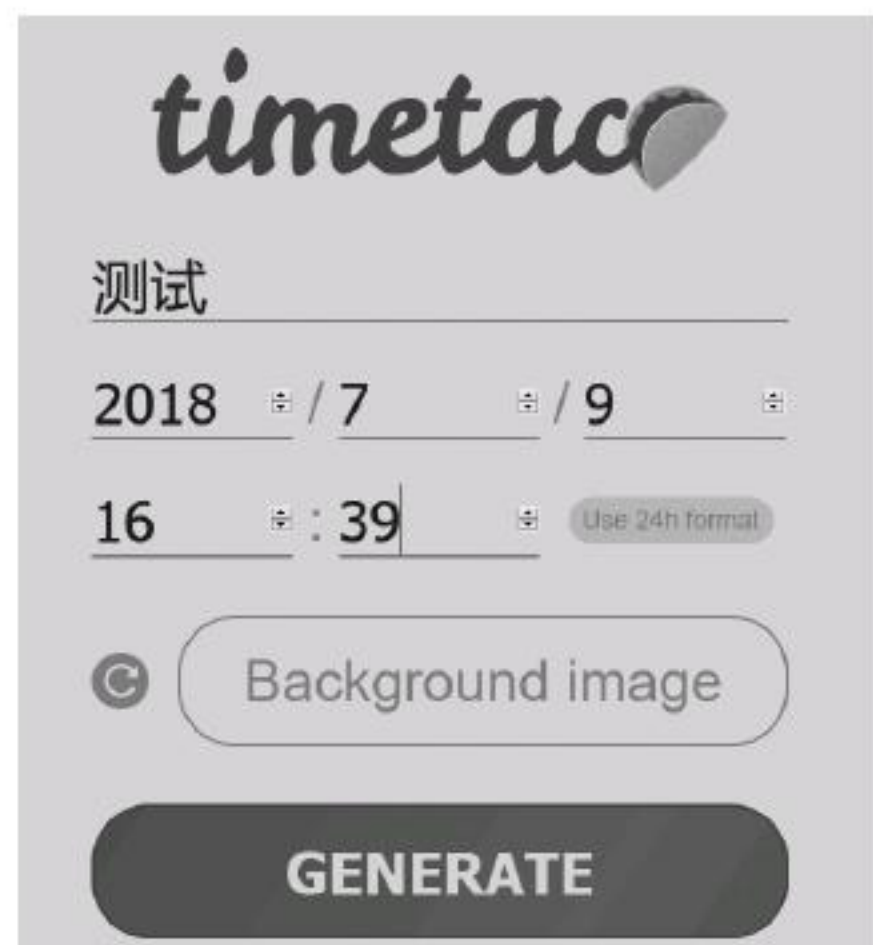 timetaco
测试
2018 / 7 / 9
16 : 39 Use 24h format
Background image
GENERATE